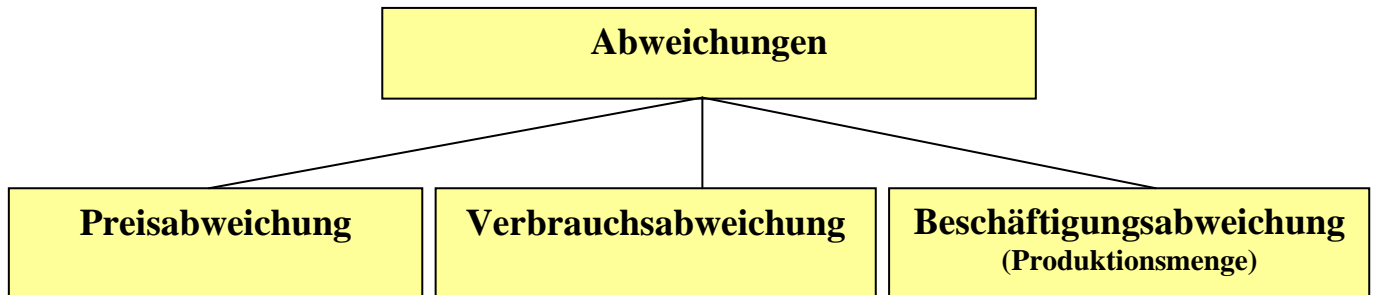 Abweichungen
Preisabweichung
Verbrauchsabweichung
Beschäftigungsabweichung
(Produktionsmenge)